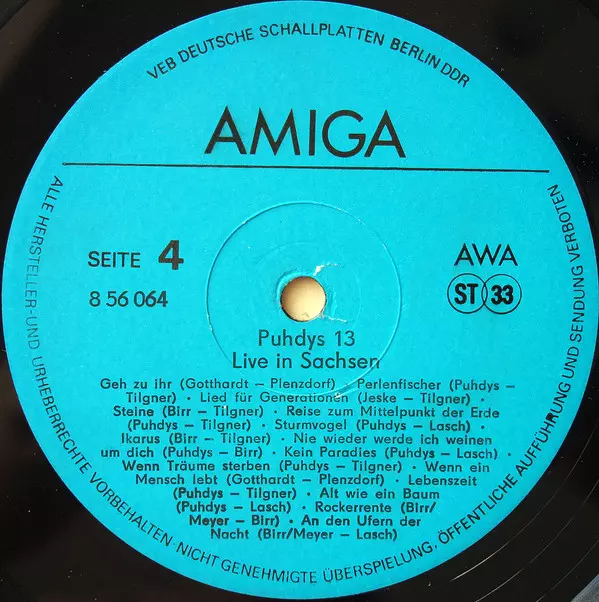 VEB DEUTSCHE SCHALLPLATTEN BERLIN DDR
AMIGA
SEITE 4
8 56 064
AWA
ST 33
Puhdys 13
Live in Sachsen
Geh zu ihr (Gotthardt – Plenzdorf) · Perlenfischer (Puhdys –
Tilgner) · Lied für Generationen (Jeske – Tilgner) ·
Steine (Birr – Tilgner) · Reise zum Mittelpunkt der Erde
(Puhdys – Tilgner) · Sturmvogel (Puhdys – Lasch) ·
Ikarus (Birr – Tilgner) · Nie wieder werde ich weinen
um dich (Puhdys – Birr) · Kein Paradies (Puhdys – Lasch) ·
Wenn Träume sterben (Puhdys – Tilgner) · Wenn ein
Mensch lebt (Gotthardt – Plenzdorf) · Lebenszeit
(Puhdys – Tilgner) · Alt wie ein Baum
(Puhdys – Lasch) · Rockerrente (Birr/
Meyer – Birr) · An den Ufern der
Nacht (Birr/Meyer – Lasch)
ALLE HERSTELLER-UND URHEBERRECHTE VORBEHALTEN-NICHT GENEHMIGTE ÜBERSPIELUNG, ÖFFENTLICHE AUFFÜHRUNG UND SENDUNG VERBOTEN